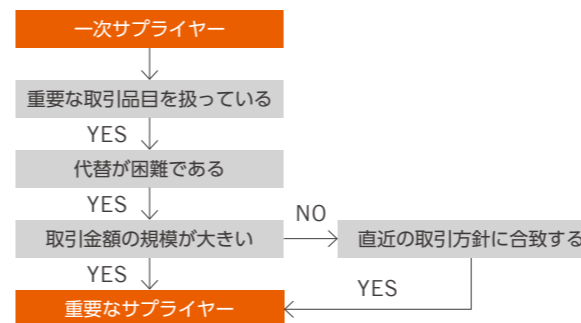 一次サプライヤー
重要な取引品目を扱っている
YES
代替が困難である
YES
取引金額の規模が大きい
NO
直近の取引方針に合致する
YES
YES
重要なサプライヤー